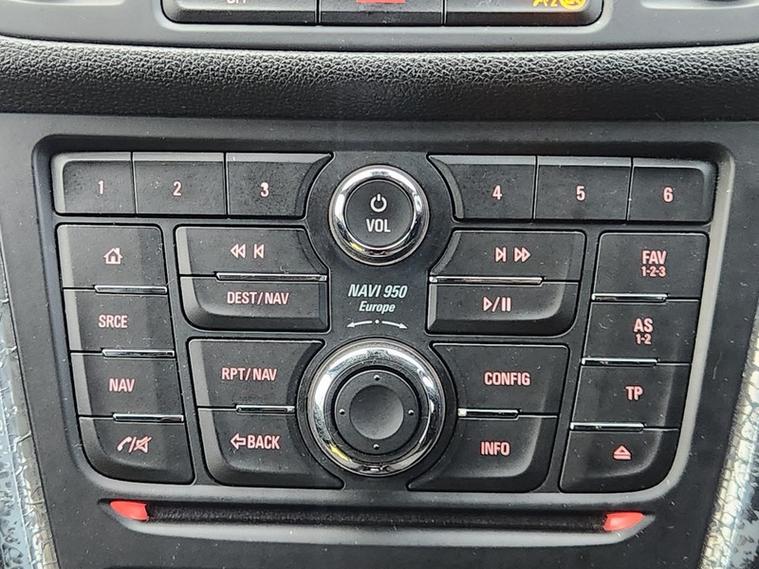 OFF
1 2 3 4 5 6
VOL
DEST/NAV
NAVI 950
Europe
FAV
1-2-3
SRCE
AS
1-2
NAV
RPT/NAV
CONFIG
TP
BACK
INFO